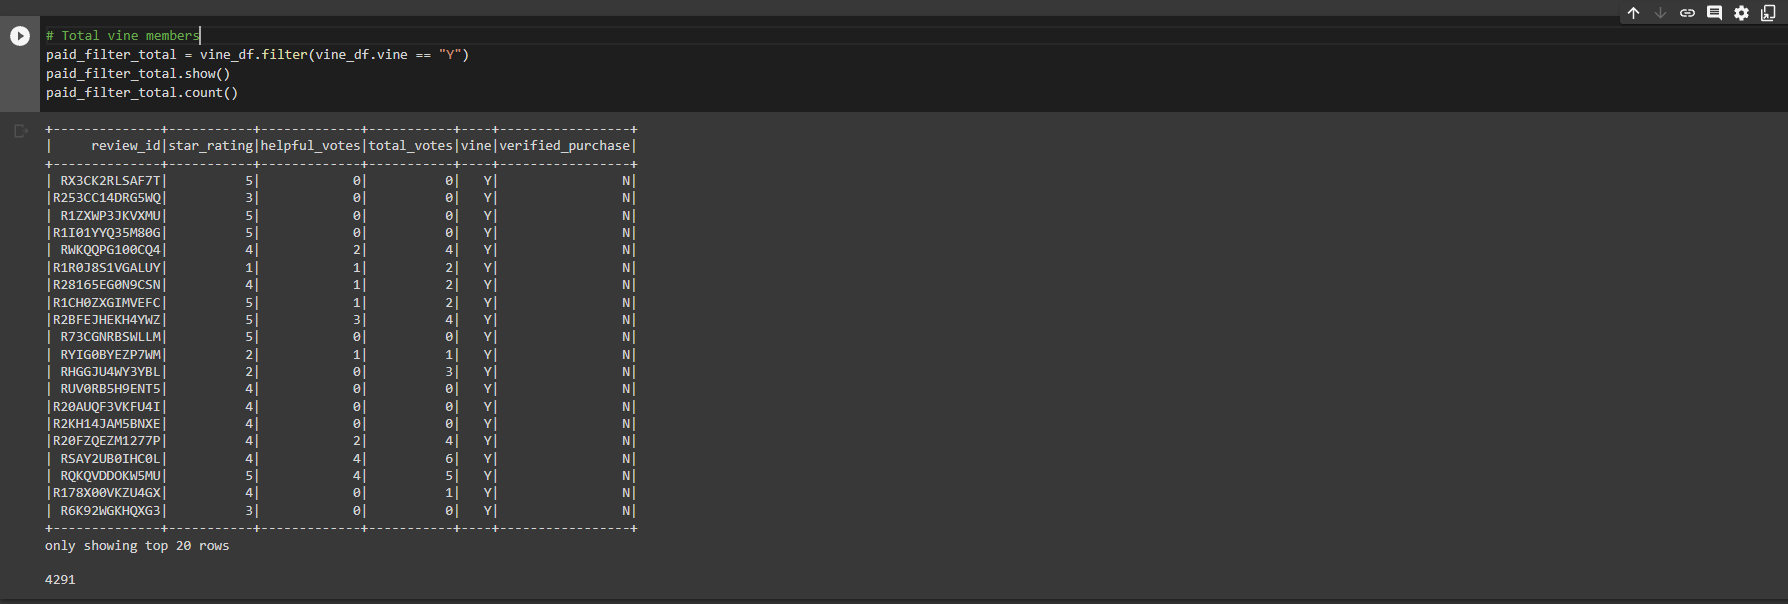 # Total vine members
paid_filter_total = vine_df.filter(vine_df.vine == "Y")
paid_filter_total.show()
paid_filter_total.count()
+--------------+-----------+-------------+-----------+----+-----------------+
|     review_id|star_rating|helpful_votes|total_votes|vine|verified_purchase|
+--------------+-----------+-------------+-----------+----+-----------------+
| RX3CK2RLSAF7T|          5|            0|          0|   Y|                N|
|R253CC14DRG5WQ|          3|            0|          0|   Y|                N|
| R1ZXWP3JKVXMU|          5|            0|          0|   Y|                N|
|R1I01YYQ35M80G|          5|            0|          0|   Y|                N|
| RWKQQPG100CQ4|          4|            2|          4|   Y|                N|
|R1R0J8S1VGALUY|          1|            1|          2|   Y|                N|
|R28165EG0N9CSN|          4|            1|          2|   Y|                N|
|R1CH0ZXGIMVEFC|          5|            1|          2|   Y|                N|
|R2BFEJHEKH4YWZ|          5|            3|          4|   Y|                N|
| R73CGNRBSWLLM|          5|            0|          0|   Y|                N|
| RYIG0BYEZP7WM|          2|            1|          1|   Y|                N|
| RHGGJU4WY3YBL|          2|            0|          3|   Y|                N|
| RUV0RB5H9ENT5|          4|            0|          0|   Y|                N|
|R20AUQF3VKFU4I|          4|            0|          0|   Y|                N|
|R2KH14JAM5BNXE|          4|            0|          0|   Y|                N|
|R20FZQEZM1277P|          4|            2|          4|   Y|                N|
| RSAY2UB0IHC0L|          4|            4|          6|   Y|                N|
| RQKQVDDOKW5MU|          5|            4|          5|   Y|                N|
|R178X00VKZU4GX|          4|            0|          1|   Y|                N|
| R6K92WGKHQXG3|          3|            0|          0|   Y|                N|
+--------------+-----------+-------------+-----------+----+-----------------+
only showing top 20 rows
4291